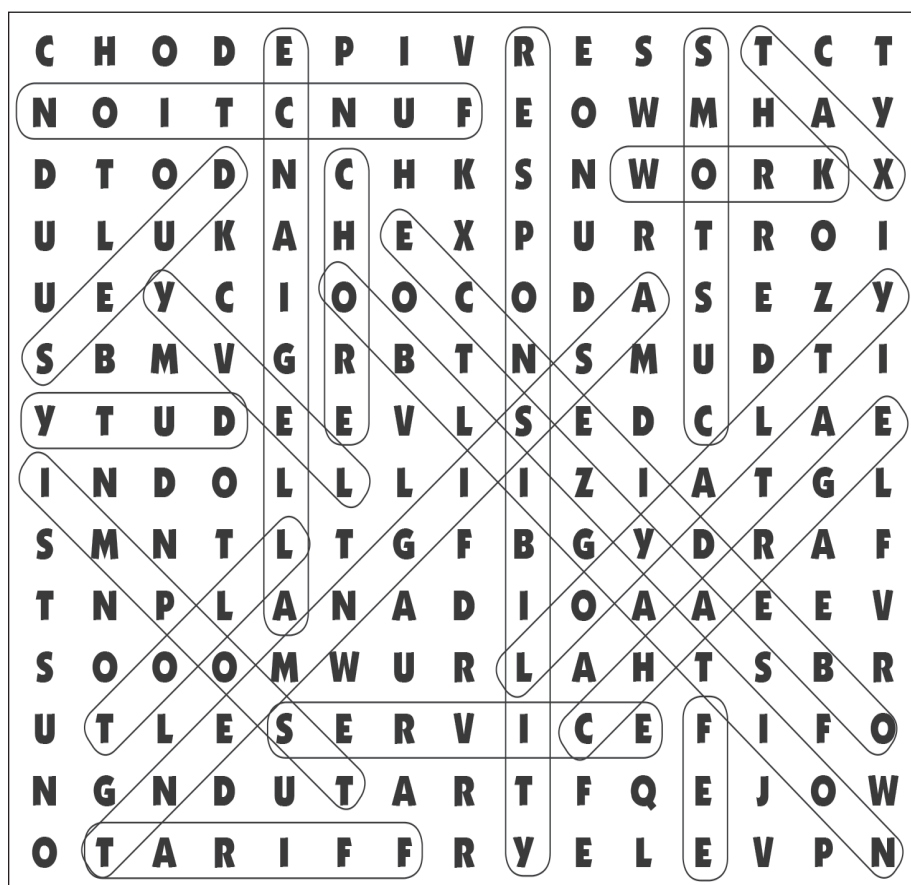 C H O D E P I V R E S S T C T
N O I T C N U F E O W M H A Y
D T O D N C H K S N W O R K X
U L U K A H E X P U R T R O I
U E Y C I O O C O D A S E Z Y
S B M V G R B T N S M U D T I
Y T U D E E V L S E D C L A E
I N D O L L L I I Z I A T G L
S M N T L T G F B G Y D R A F
T N P L A N A D I O A A E E V
S O O O M W U R L A H T S B R
U T L E S E R V I C E F I F O
N G N D U T A R T F Q E J O W
O T A R I F F R Y E L E V P N